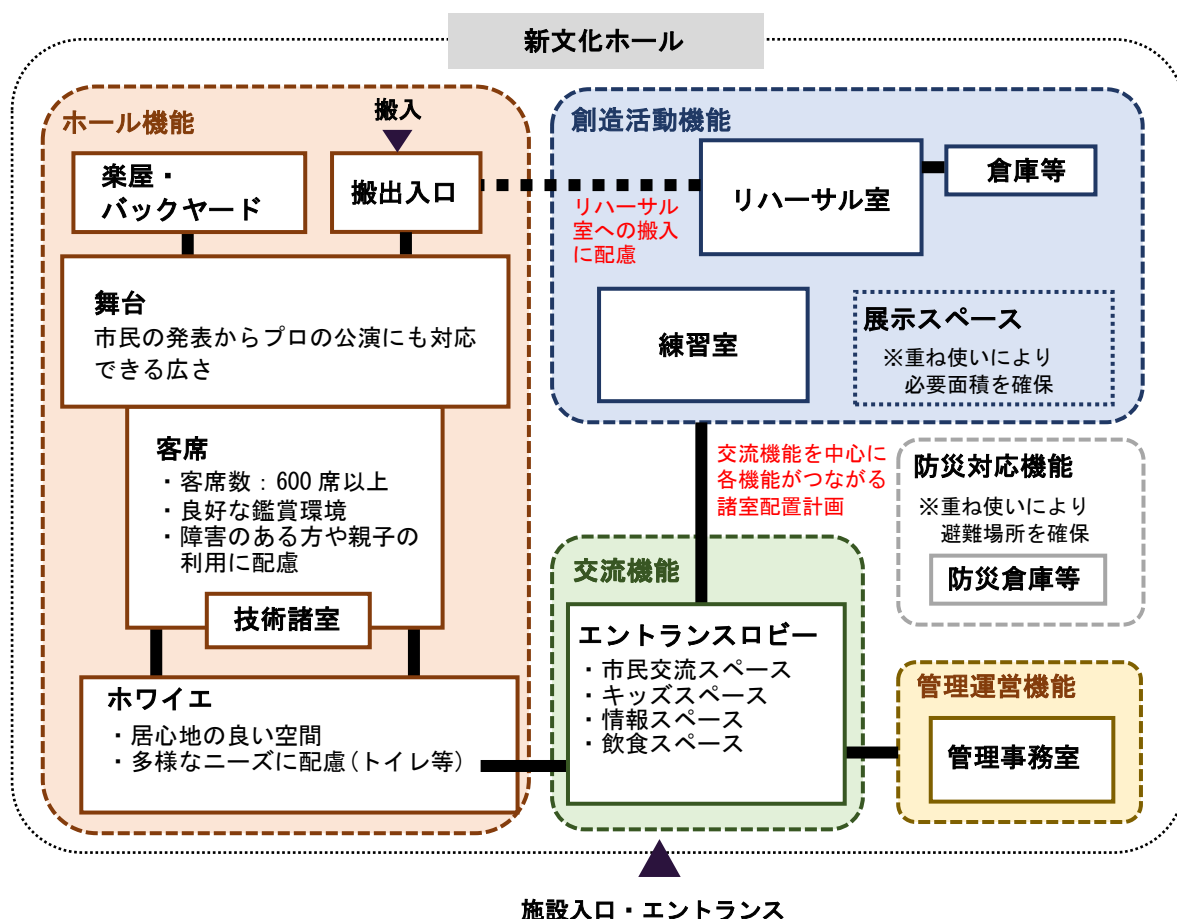 新文化ホール
ホール機能
搬入
楽屋・
バックヤード
搬出入口
舞台
市民の発表からプロの公演にも対応
できる広さ
客席
・客席数：600 席以上
・良好な鑑賞環境
・障害のある方や親子の
利用に配慮
技術諸室
ホワイエ
・居心地の良い空間
・多様なニーズに配慮(トイレ等)
創造活動機能
リハーサル室
倉庫等
リハーサル
室への搬入
に配慮
練習室
展示スペース
※重ね使いにより
必要面積を確保
交流機能を中心に
各機能がつながる
諸室配置計画
防災対応機能
※重ね使いにより
避難場所を確保
防災倉庫等
交流機能
エントランスロビー
・市民交流スペース
・キッズスペース
・情報スペース
・飲食スペース
管理運営機能
管理事務室
施設入口・エントランス